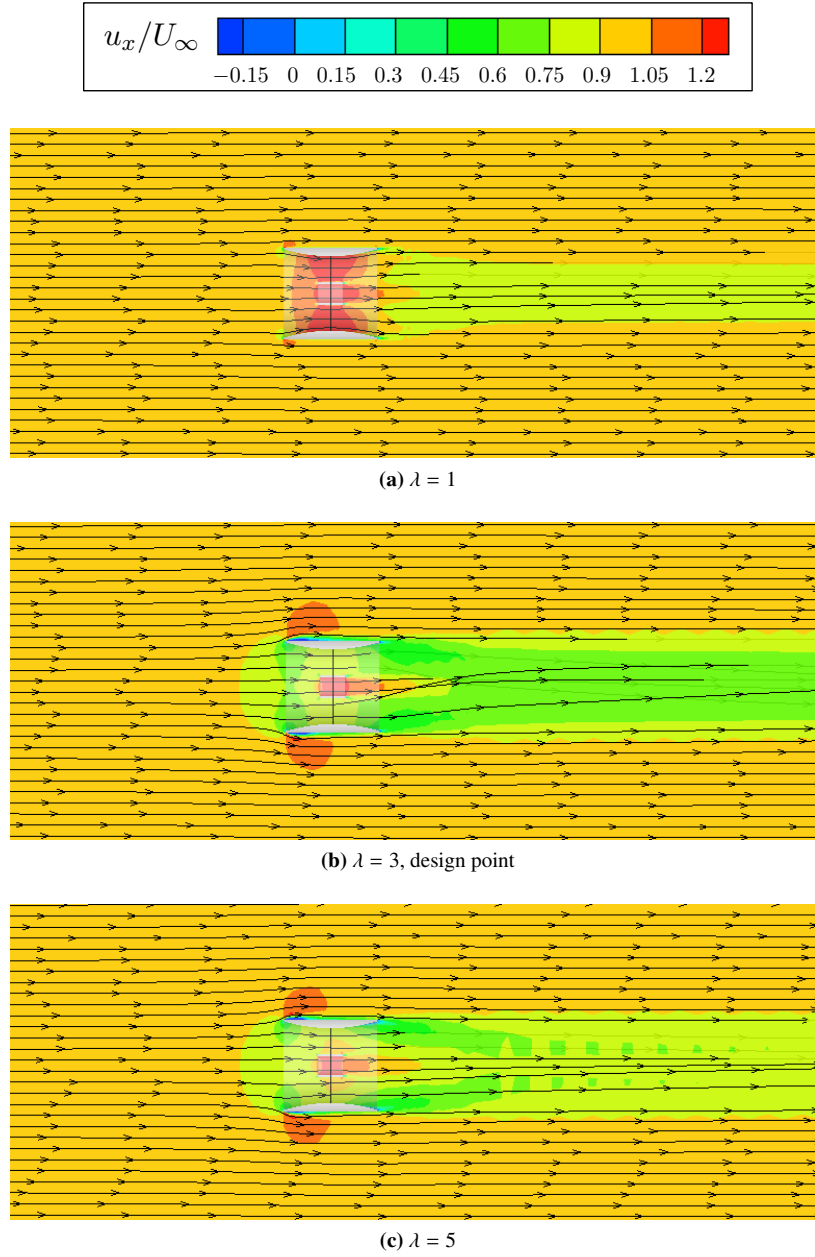 u_x/U_∞
−0.15 0 0.15 0.3 0.45 0.6 0.75 0.9 1.05 1.2
(a) λ = 1
(b) λ = 3, design point
(c) λ = 5